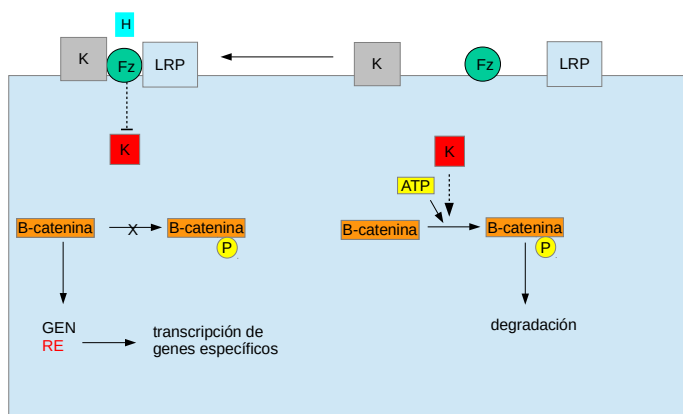 H
K
Fz
LRP
K
Fz
LRP
K
K
ATP
B-catenina
X
B-catenina
P
B-catenina
B-catenina
P
GEN
RE
transcripción de
genes específicos
degradación